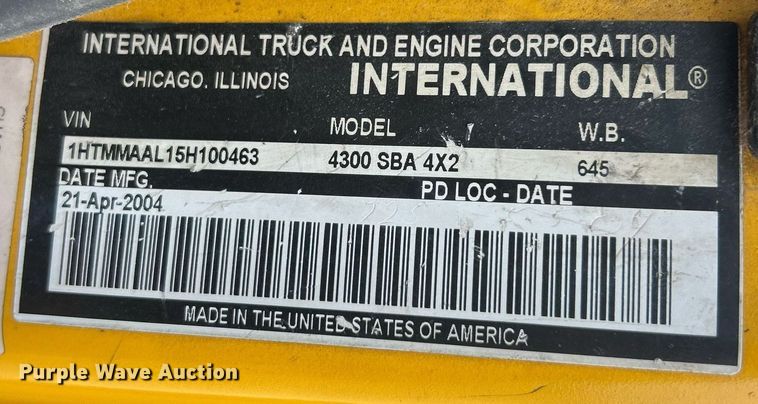 INTERNATIONAL TRUCK AND ENGINE CORPORATION
CHICAGO, ILLINOIS INTERNATIONAL®
VIN MODEL W.B.
1HTMMAAL15H100463 4300 SBA 4X2 645
DATE MFG. PD LOC - DATE
21-Apr-2004
MADE IN THE UNITED STATES OF AMERICA
Purple Wave Auction